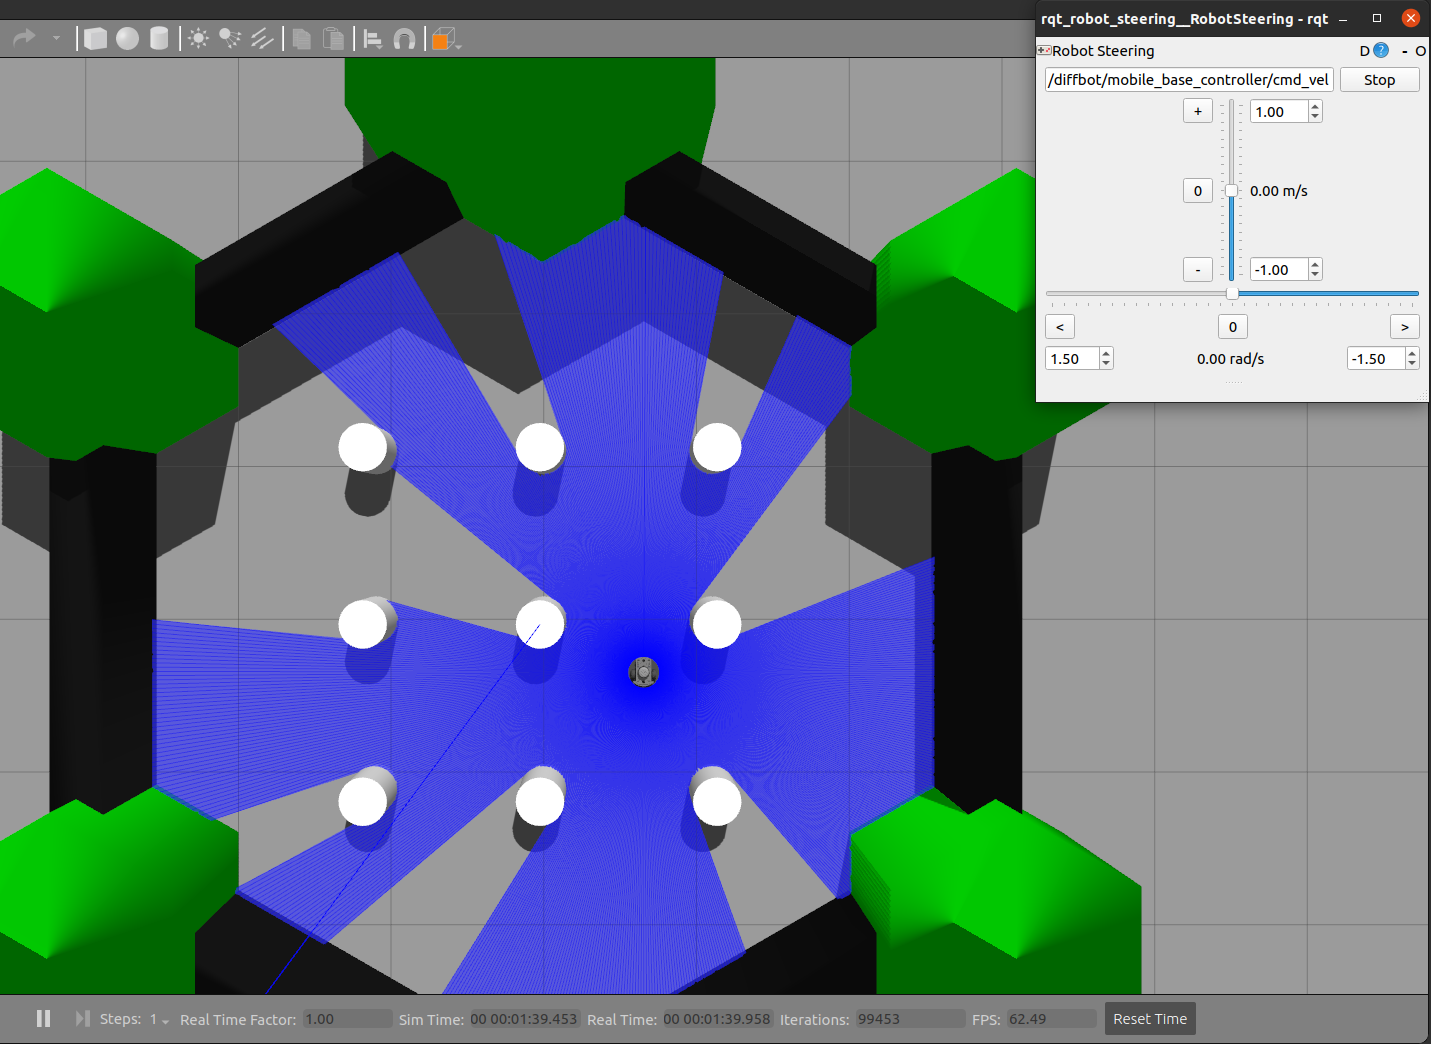 rqt_robot_steering__RobotSteering - rqt
Robot Steering D ? - O
/diffbot/mobile_base_controller/cmd_vel Stop
+ 1.00
0 0.00 m/s
- -1.00
< 0 >
1.50 0.00 rad/s -1.50
Steps: 1 Real Time Factor: 1.00 Sim Time: 00 00:01:39.453 Real Time: 00 00:01:39.958 Iterations: 99453 FPS: 62.49 Reset Time